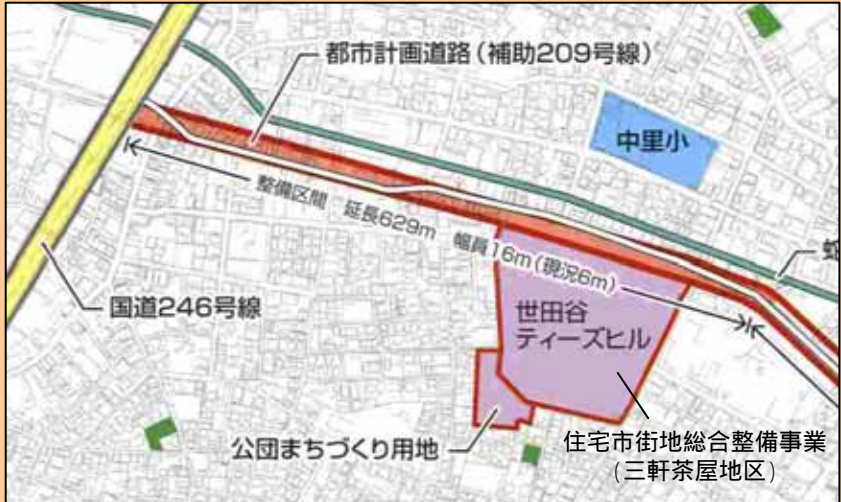 都市計画道路（補助209号線）
中里小
整備区間　延長629m　幅員16m（現況6m）
国道246号線
世田谷
ティーズヒル
公団まちづくり用地
住宅市街地総合整備事業
（三軒茶屋地区）